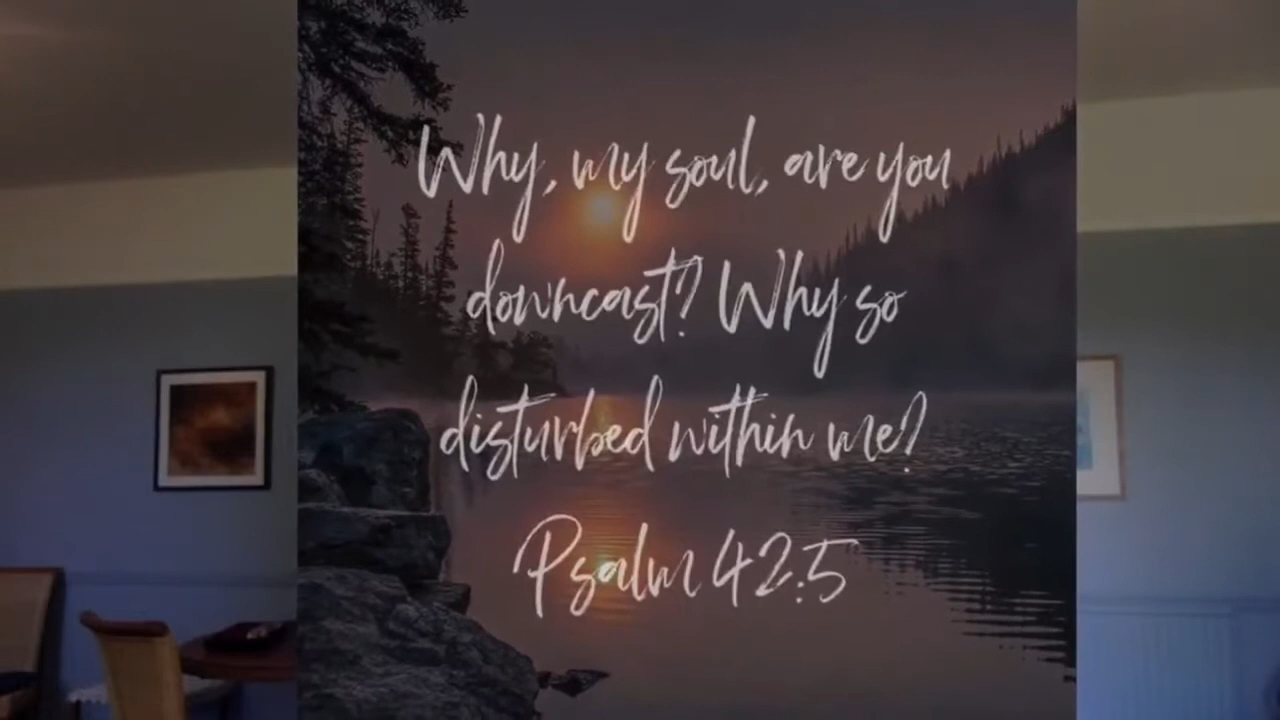 Why, my soul, are you
downcast? Why so
disturbed within me?
Psalm 42:5